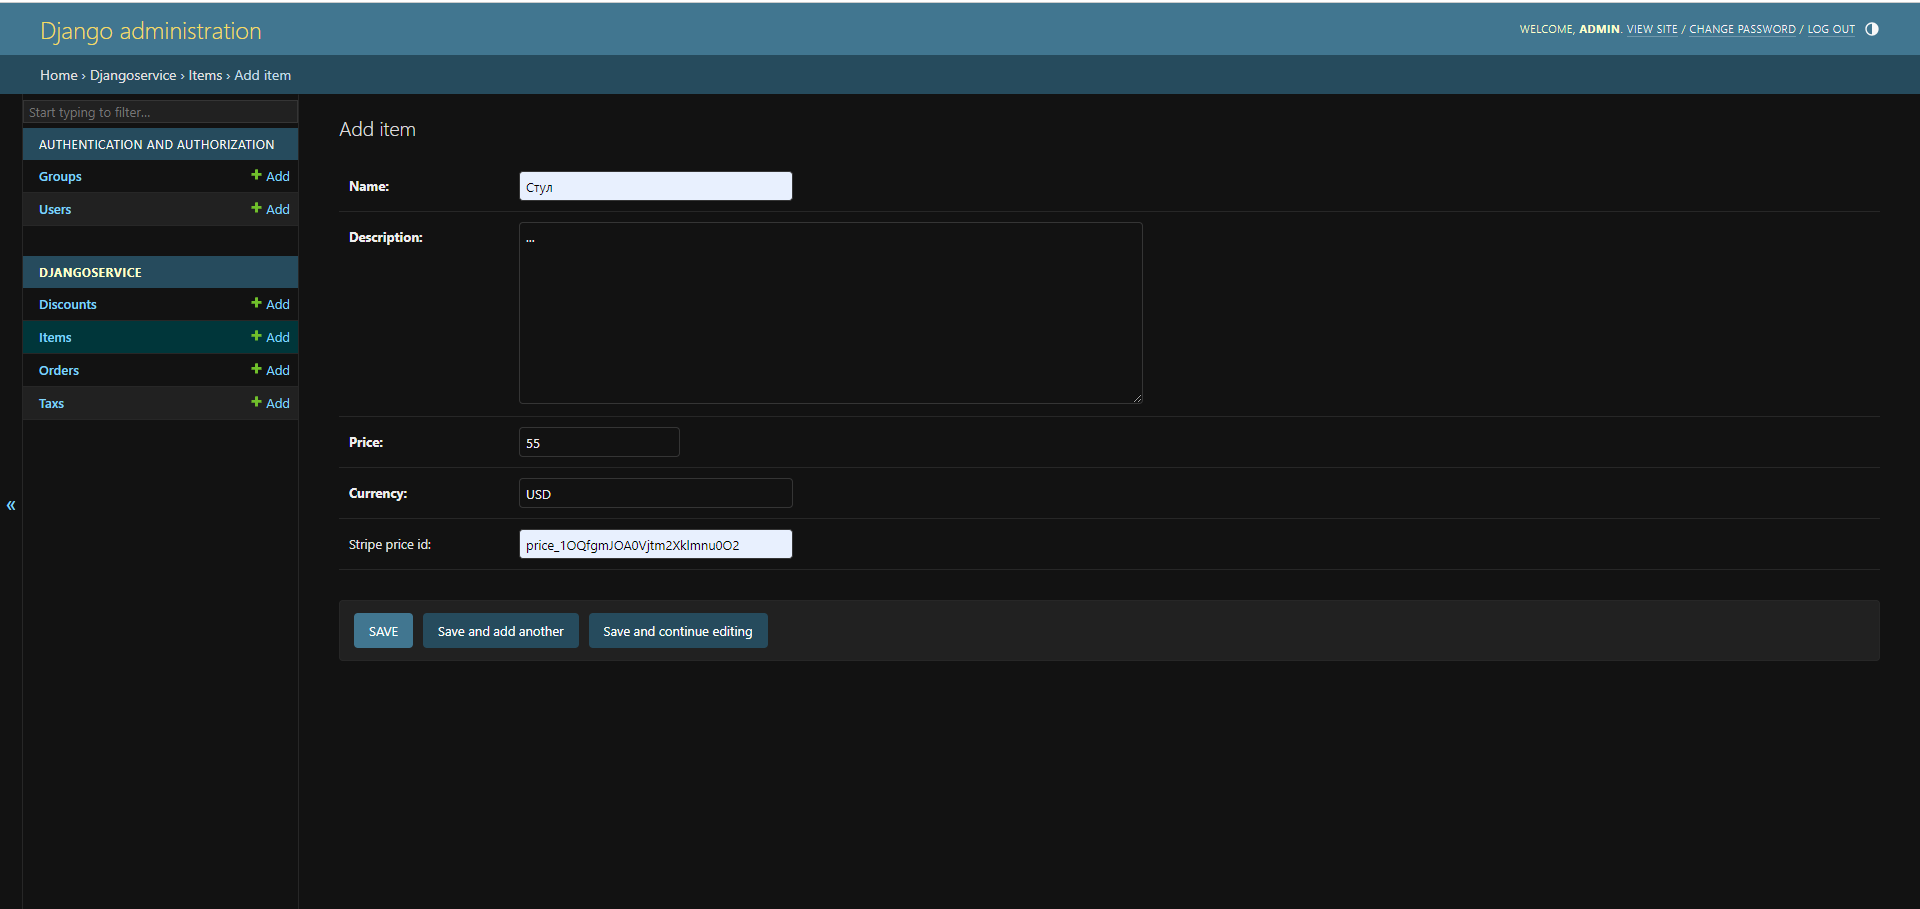 Django administration
WELCOME, ADMIN. VIEW SITE / CHANGE PASSWORD / LOG OUT
Home › Djangoservice › Items › Add item
Start typing to filter...
AUTHENTICATION AND AUTHORIZATION
Groups + Add
Users + Add
DJANGOSERVICE
Discounts + Add
Items + Add
Orders + Add
Taxs + Add
«
Add item
Name: Стул
Description: ...
Price: 55
Currency: USD
Stripe price id: price_1OQfgmJOA0Vjtm2Xklmnu0O2
SAVE Save and add another Save and continue editing